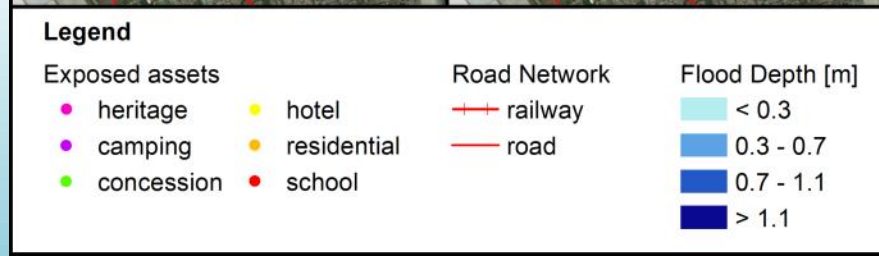 Legend
Exposed assets
heritage
camping
concession
hotel
residential
school
Road Network
railway
road
Flood Depth [m]
< 0.3
0.3 - 0.7
0.7 - 1.1
> 1.1